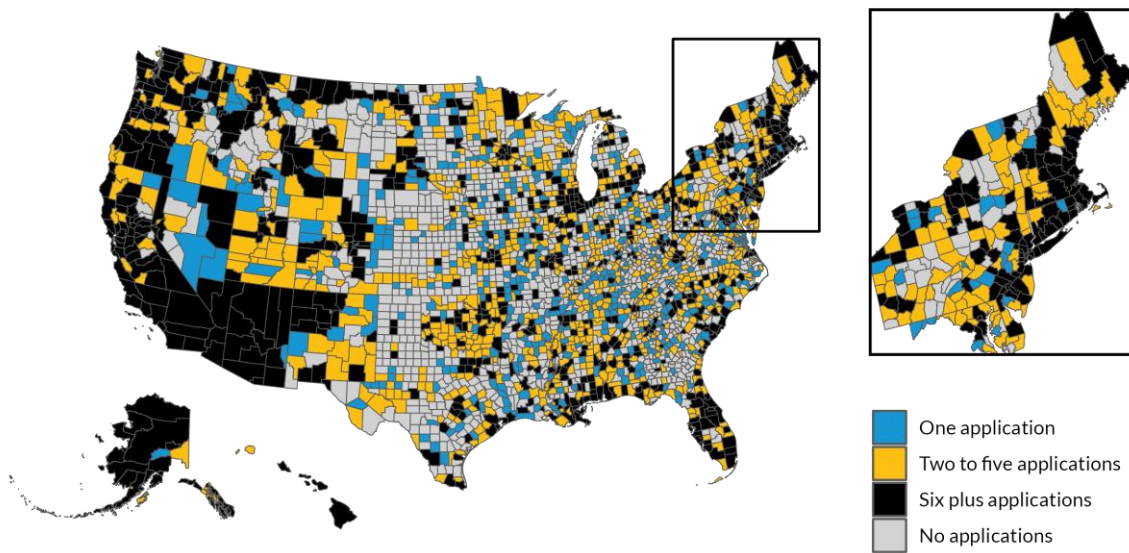 One application
Two to five applications
Six plus applications
No applications